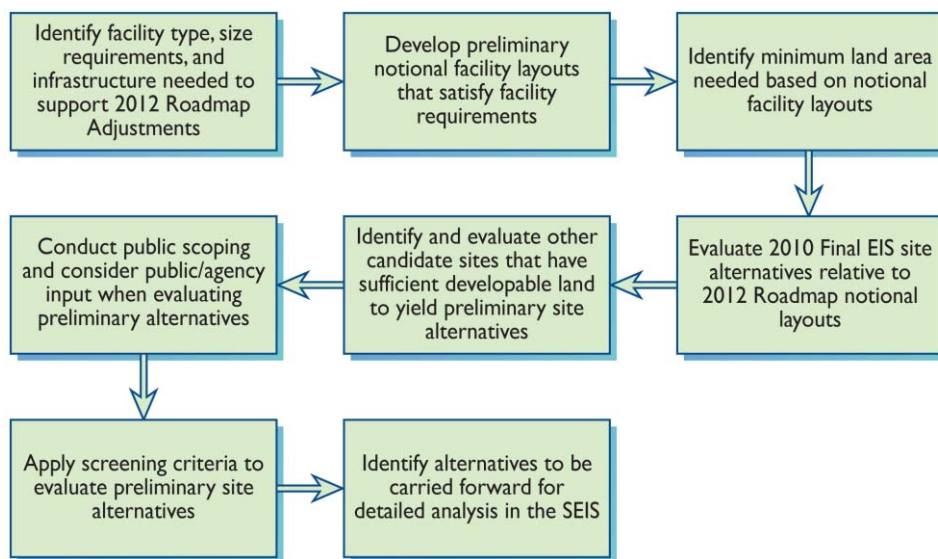 Identify facility type, size
requirements, and
infrastructure needed to
support 2012 Roadmap
Adjustments
Develop preliminary
notional facility layouts
that satisfy facility
requirements
Identify minimum land area
needed based on notional
facility layouts
Evaluate 2010 Final EIS site
alternatives relative to
2012 Roadmap notional
layouts
Identify and evaluate other
candidate sites that have
sufficient developable land
to yield preliminary site
alternatives
Conduct public scoping
and consider public/agency
input when evaluating
preliminary alternatives
Apply screening criteria to
evaluate preliminary site
alternatives
Identify alternatives to be
carried forward for
detailed analysis in the SEIS